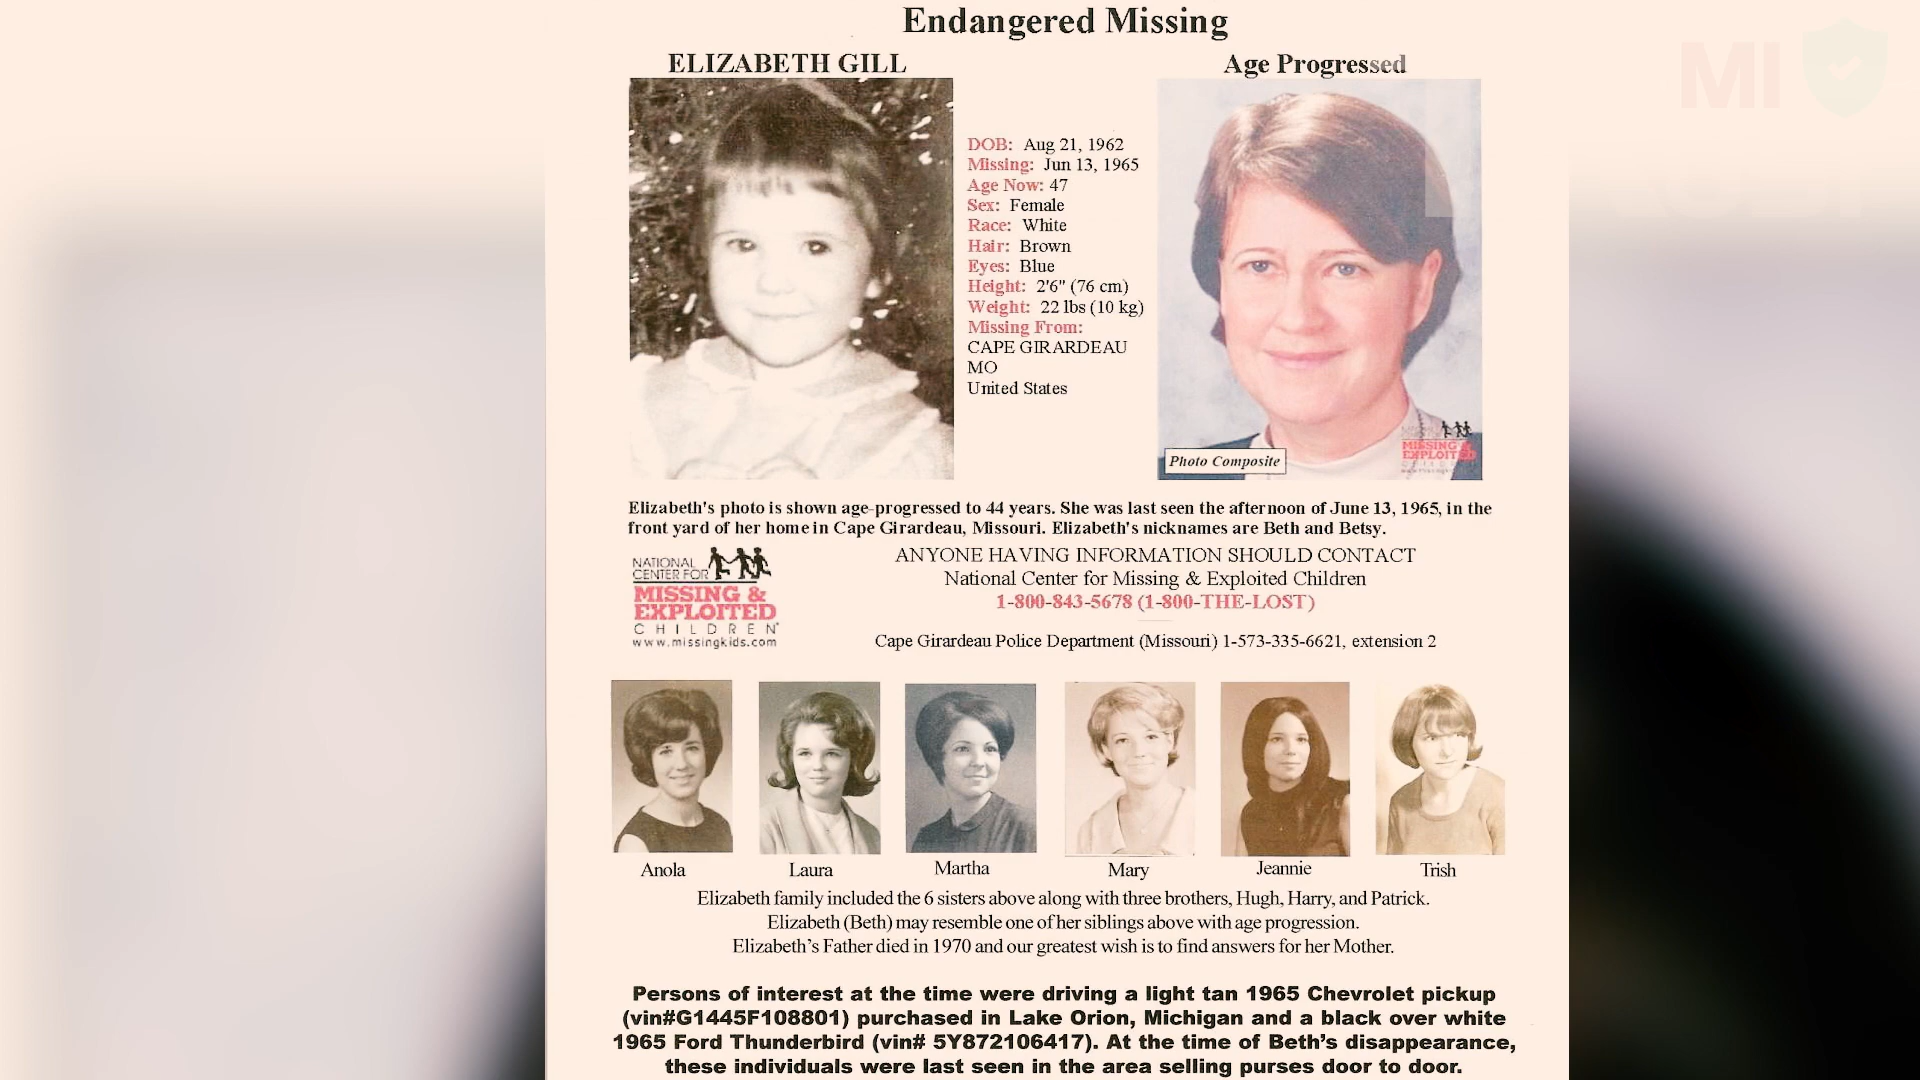 Endangered Missing
ELIZABETH GILL
Age Progressed
MI
DOB: Aug 21, 1962
Missing: Jun 13, 1965
Age Now: 47
Sex: Female
Race: White
Hair: Brown
Eyes: Blue
Height: 2'6" (76 cm)
Weight: 22 lbs (10 kg)
Missing From:
CAPE GIRARDEAU
MO
United States
Photo Composite
MISSING &
EXPLOITED
CHILDREN
Elizabeth's photo is shown age-progressed to 44 years. She was last seen the afternoon of June 13, 1965, in the
front yard of her home in Cape Girardeau, Missouri. Elizabeth's nicknames are Beth and Betsy.
NATIONAL
CENTER FOR
MISSING &
EXPLOITED
CHILDREN
www.missingkids.com
ANYONE HAVING INFORMATION SHOULD CONTACT
National Center for Missing & Exploited Children
1-800-843-5678 (1-800-THE-LOST)
Cape Girardeau Police Department (Missouri) 1-573-335-6621, extension 2
Anola
Laura
Martha
Mary
Jeannie
Trish
Elizabeth family included the 6 sisters above along with three brothers, Hugh, Harry, and Patrick.
Elizabeth (Beth) may resemble one of her siblings above with age progression.
Elizabeth's Father died in 1970 and our greatest wish is to find answers for her Mother.
Persons of interest at the time were driving a light tan 1965 Chevrolet pickup
(vin#G1445F108801) purchased in Lake Orion, Michigan and a black over white
1965 Ford Thunderbird (vin# 5Y872106417). At the time of Beth's disappearance,
these individuals were last seen in the area selling purses door to door.